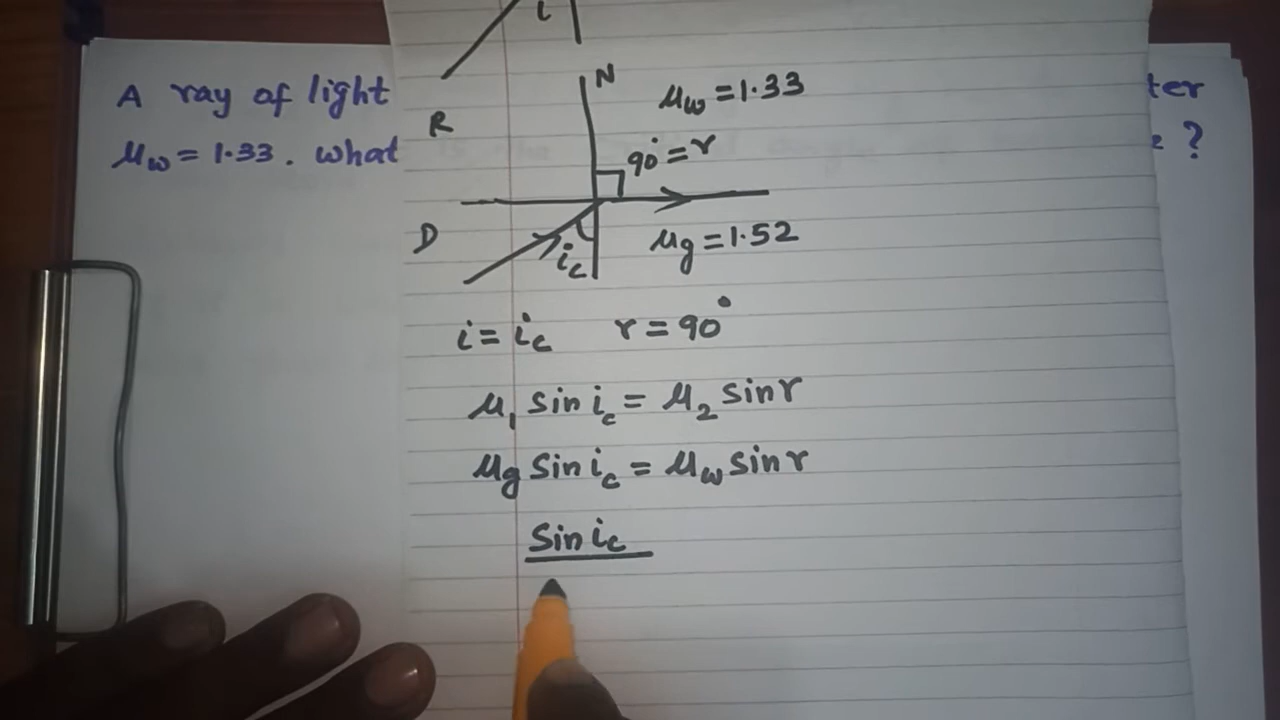 i
A ray of light ter
μw = 1.33 . what e ?
N
μw = 1.33
R
90° = r
D
ic
μg = 1.52
i = ic r = 90°
μ1 sin ic = μ2 sin r
μg sin ic = μw sin r
Sin ic